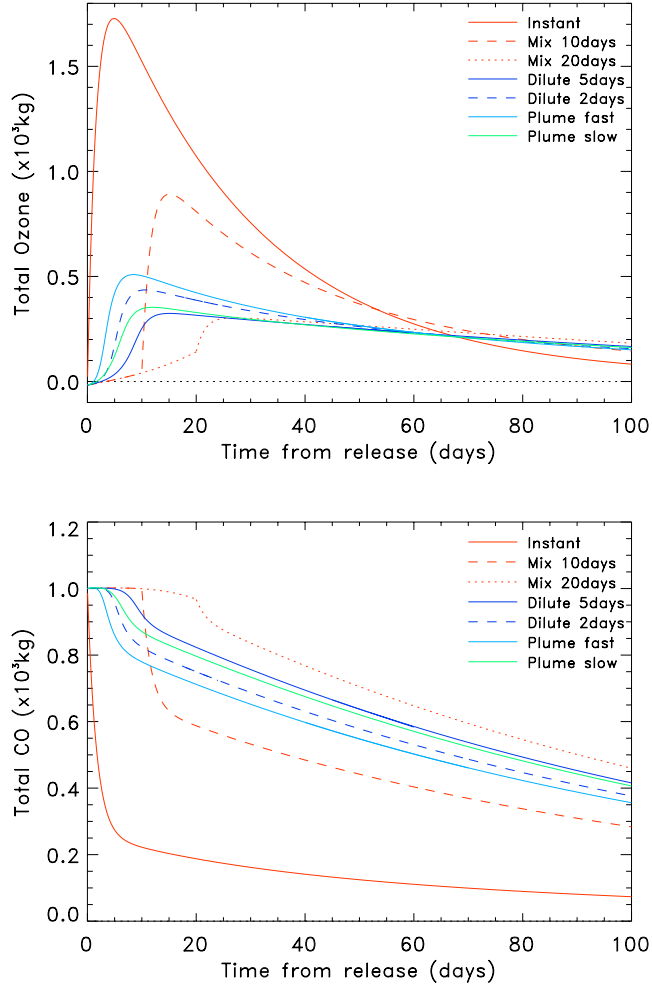 Total Ozone (x10³kg)
1.5
1.0
0.5
0.0
Instant
Mix 10days
Mix 20days
Dilute 5days
Dilute 2days
Plume fast
Plume slow
0 20 40 60 80 100
Time from release (days)
Total CO (x10³kg)
1.2
1.0
0.8
0.6
0.4
0.2
0.0
Instant
Mix 10days
Mix 20days
Dilute 5days
Dilute 2days
Plume fast
Plume slow
0 20 40 60 80 100
Time from release (days)